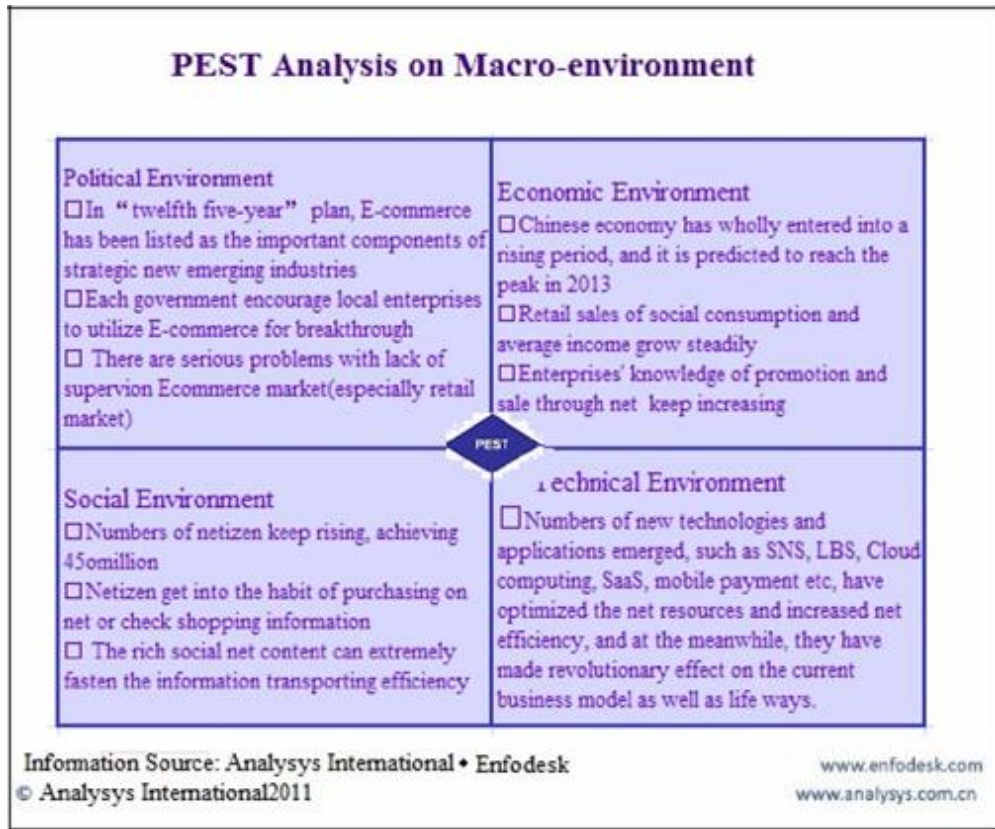 PEST Analysis on Macro-environment
Political Environment
□In “twelfth five-year” plan, E-commerce
has been listed as the important components of
strategic new emerging industries
□Each government encourage local enterprises
to utilize E-commerce for breakthrough
□ There are serious problems with lack of
supervion Ecommerce market(especially retail
market)
Economic Environment
□Chinese economy has wholly entered into a
rising period, and it is predicted to reach the
peak in 2013
□Retail sales of social consumption and
average income grow steadily
□Enterprises' knowledge of promotion and
sale through net keep increasing
PEST
Social Environment
□Numbers of netizen keep rising, achieving
45omillion
□Netizen get into the habit of purchasing on
net or check shopping information
□ The rich social net content can extremely
fasten the information transporting efficiency
Technical Environment
□Numbers of new technologies and
applications emerged, such as SNS, LBS, Cloud
computing, SaaS, mobile payment etc, have
optimized the net resources and increased net
efficiency, and at the meanwhile, they have
made revolutionary effect on the current
business model as well as life ways.
Information Source: Analysys International • Enfodesk
© Analysys International2011
www.enfodesk.com
www.analysys.com.cn